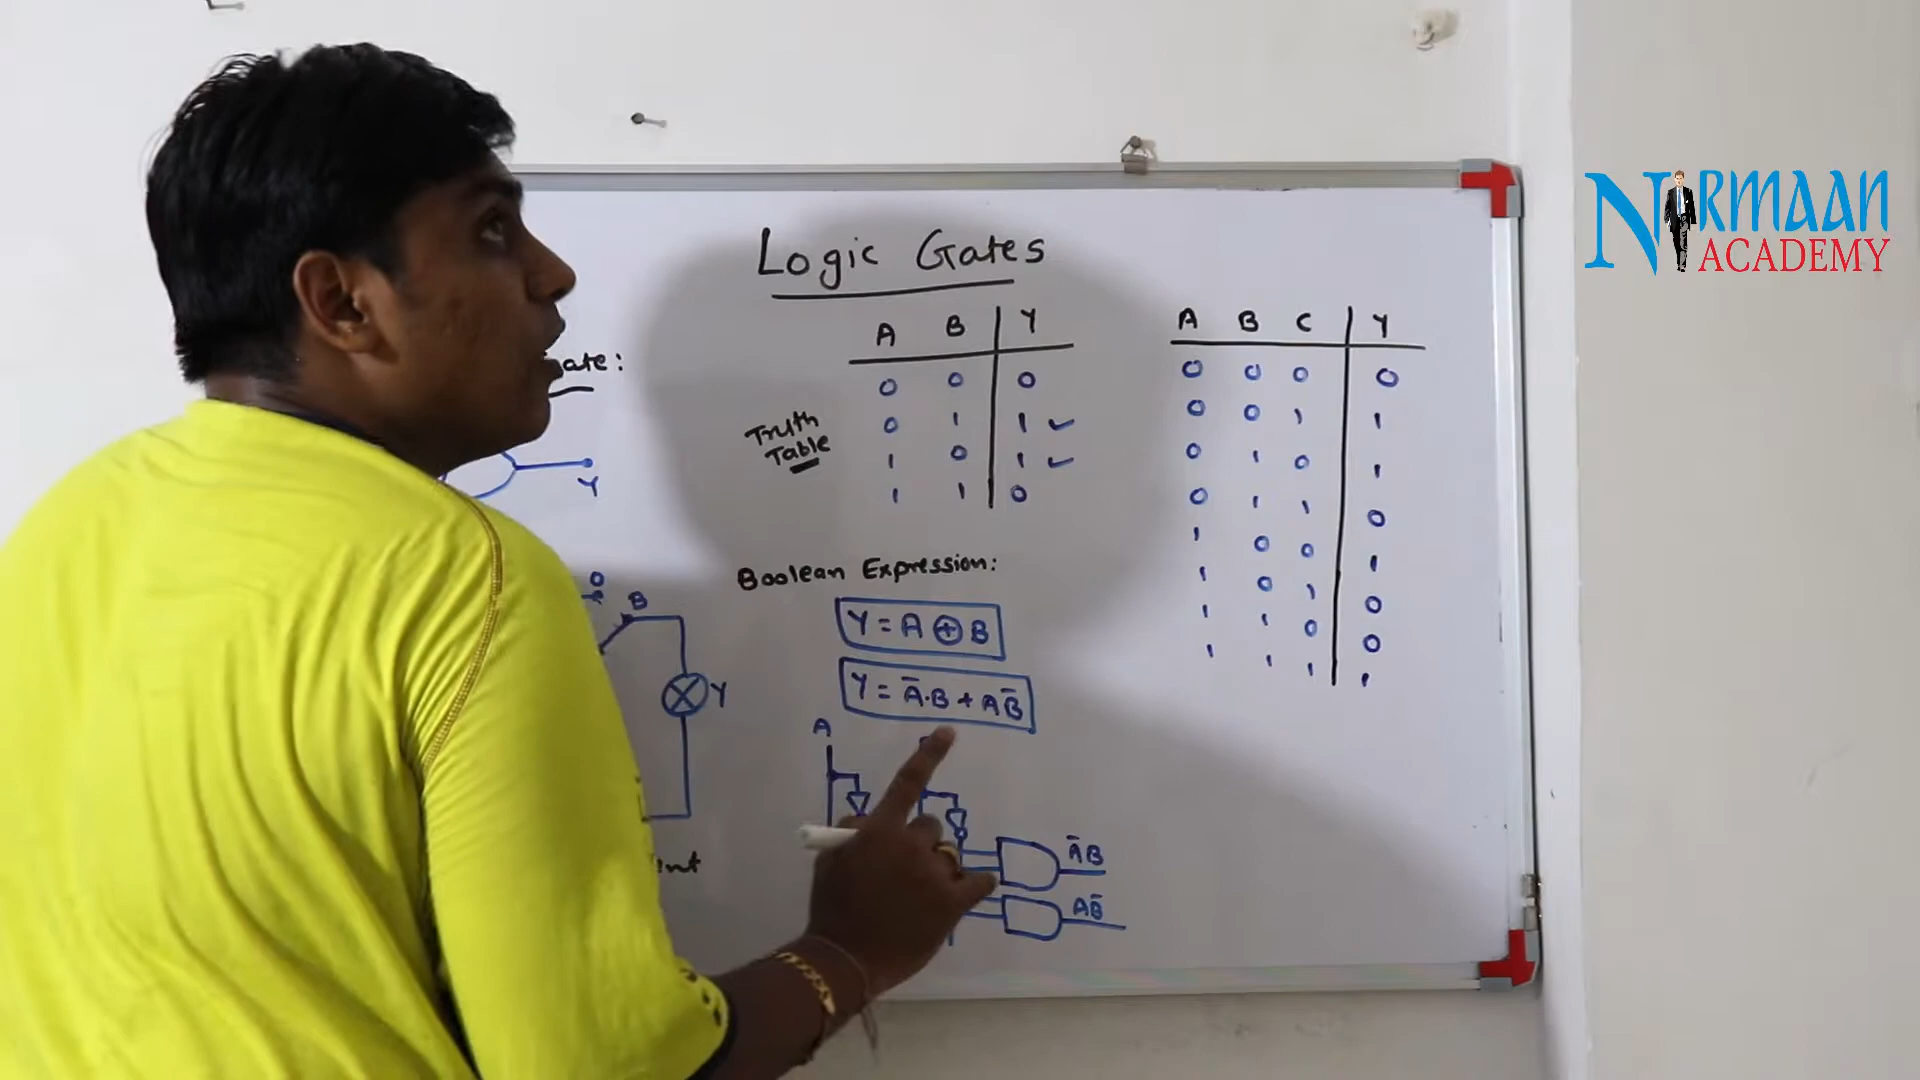 Logic Gates
ate:
Y
A B Y
0 0 0
0 1 1 ✓
1 0 1 ✓
1 1 0
Truth
Table
A B C Y
0 0 0 0
0 0 1 1
0 1 0 1
0 1 1 0
1 0 0 1
1 0 1 0
1 1 0 0
1 1 1 1
Boolean Expression:
Y = A ⊕ B
Y = Ā·B + AB̄
0
B
Y
A
ĀB
AB̄
NIRMAAN
ACADEMY